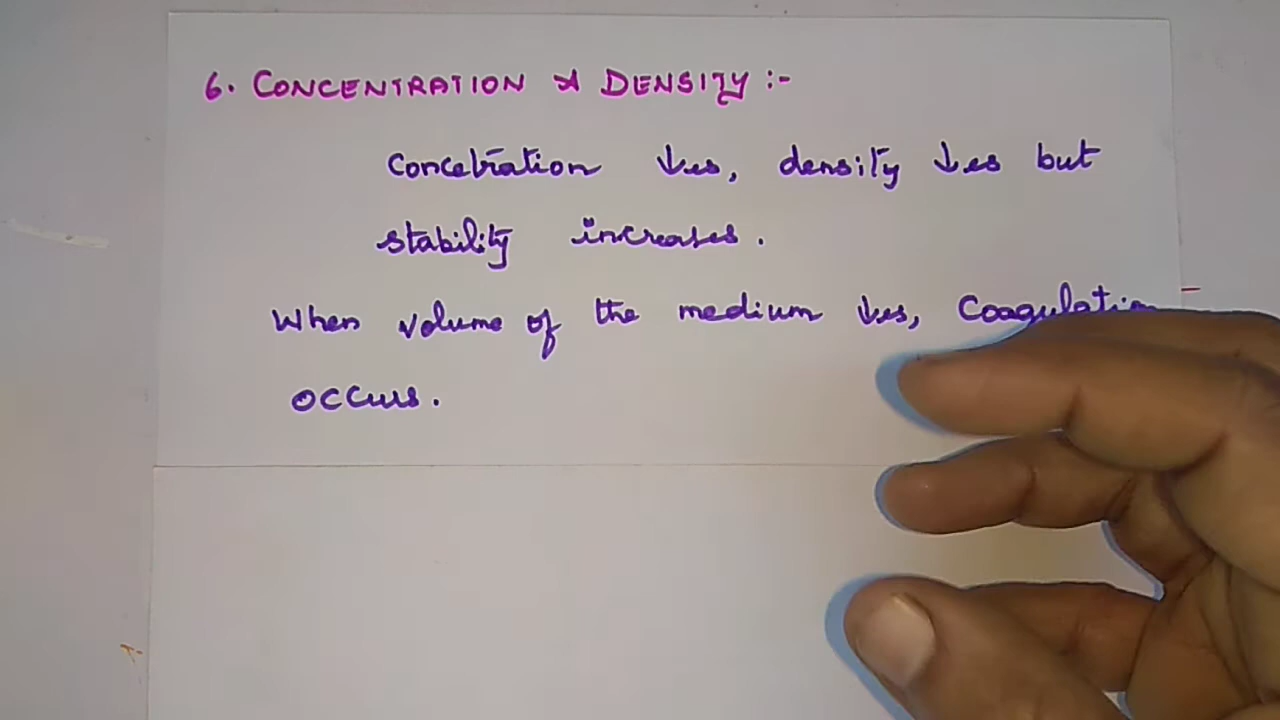 6. CONCENTRATION & DENSITY :-
Concetration ↓es, density ↓es but
stability increases.
When volume of the medium ↓es, Coagulation
occurs.